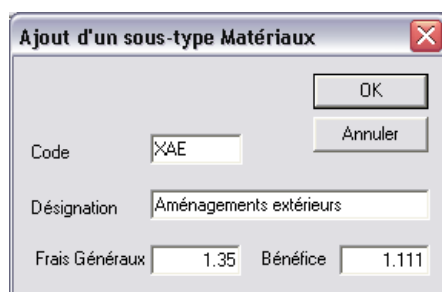 Ajout d'un sous-type Matériaux
OK
Annuler
Code XAE
Désignation Aménagements extérieurs
Frais Généraux 1.35 Bénéfice 1.111